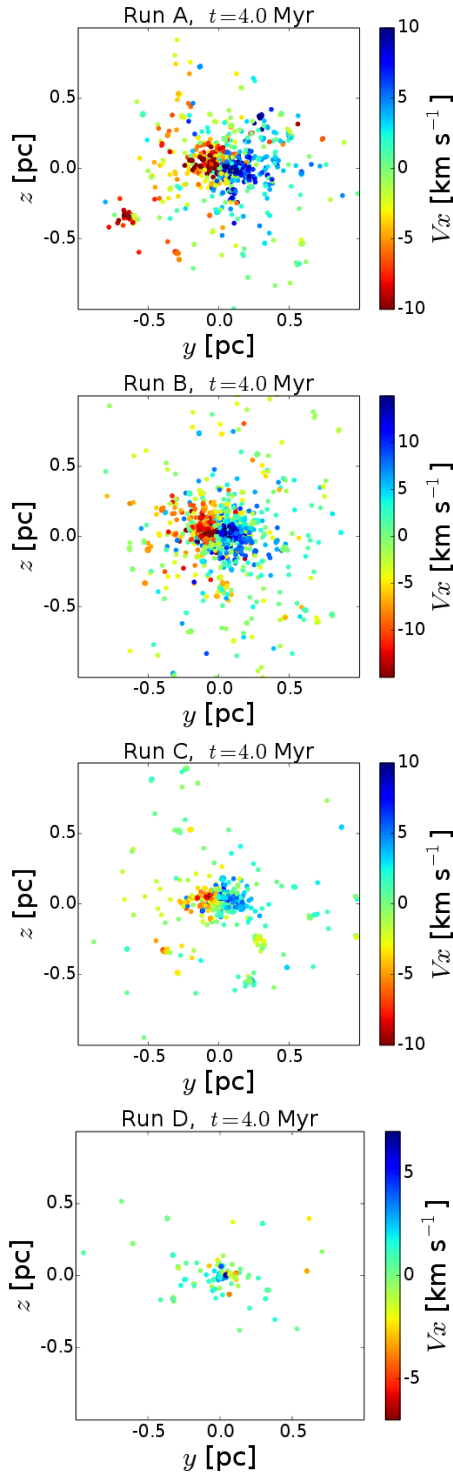 Run A, t=4.0 Myr
0.5
0.0
-0.5
z [pc]
-0.5 0.0 0.5
y [pc]
10
5
0
-5
-10
Vx [km s⁻¹]
Run B, t=4.0 Myr
0.5
0.0
-0.5
z [pc]
-0.5 0.0 0.5
y [pc]
10
5
0
-5
-10
Vx [km s⁻¹]
Run C, t=4.0 Myr
0.5
0.0
-0.5
z [pc]
-0.5 0.0 0.5
y [pc]
10
5
0
-5
-10
Vx [km s⁻¹]
Run D, t=4.0 Myr
0.5
0.0
-0.5
z [pc]
-0.5 0.0 0.5
y [pc]
5
0
-5
Vx [km s⁻¹]